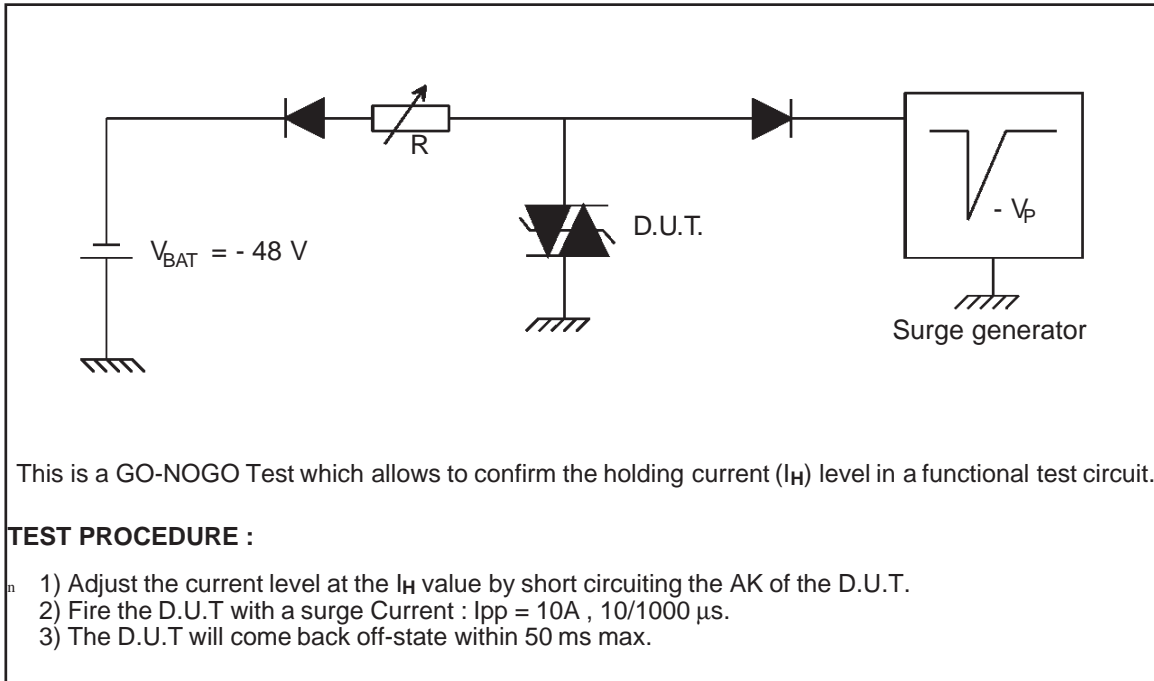 R
D.U.T.
- VP
VBAT = - 48 V
Surge generator
This is a GO-NOGO Test which allows to confirm the holding current (IH) level in a functional test circuit.
TEST PROCEDURE :
n 1) Adjust the current level at the IH value by short circuiting the AK of the D.U.T.
2) Fire the D.U.T with a surge Current : Ipp = 10A , 10/1000 μs.
3) The D.U.T will come back off-state within 50 ms max.